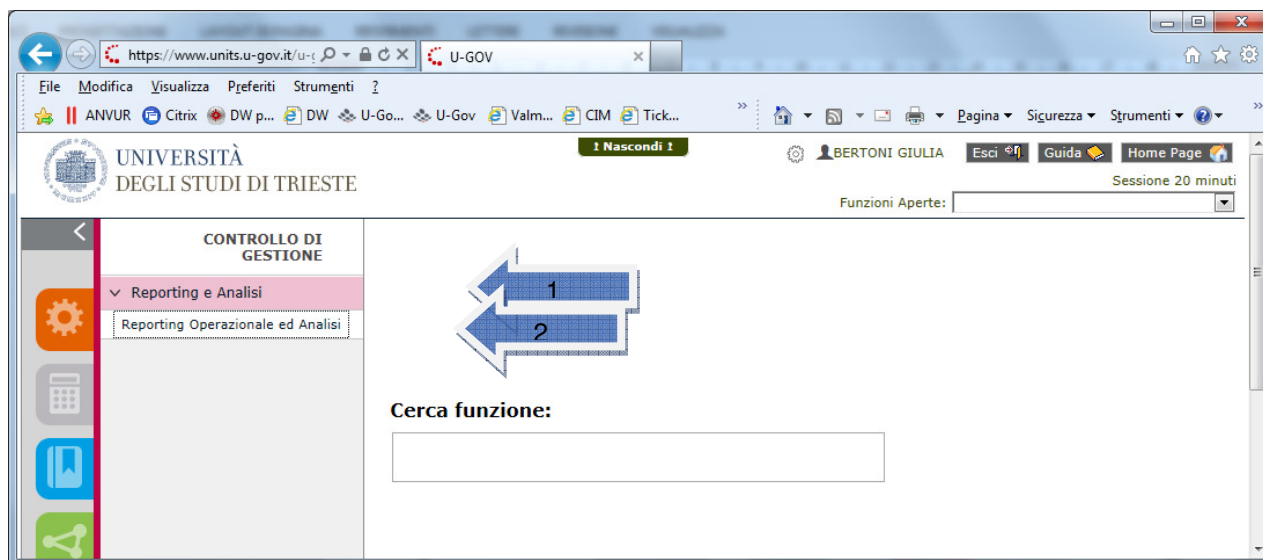 https://www.units.u-gov.it/u-g
U-GOV
File Modifica Visualizza Preferiti Strumenti ?
ANVUR Citrix DW p... DW U-Go... U-Gov Valm... CIM Tick... » Pagina Sicurezza Strumenti »
UNIVERSITÀ
DEGLI STUDI DI TRIESTE
↥ Nascondi ↥
BERTONI GIULIA Esci Guida Home Page
Sessione 20 minuti
Funzioni Aperte:
CONTROLLO DI
GESTIONE
Reporting e Analisi
Reporting Operazionale ed Analisi
1
2
Cerca funzione: